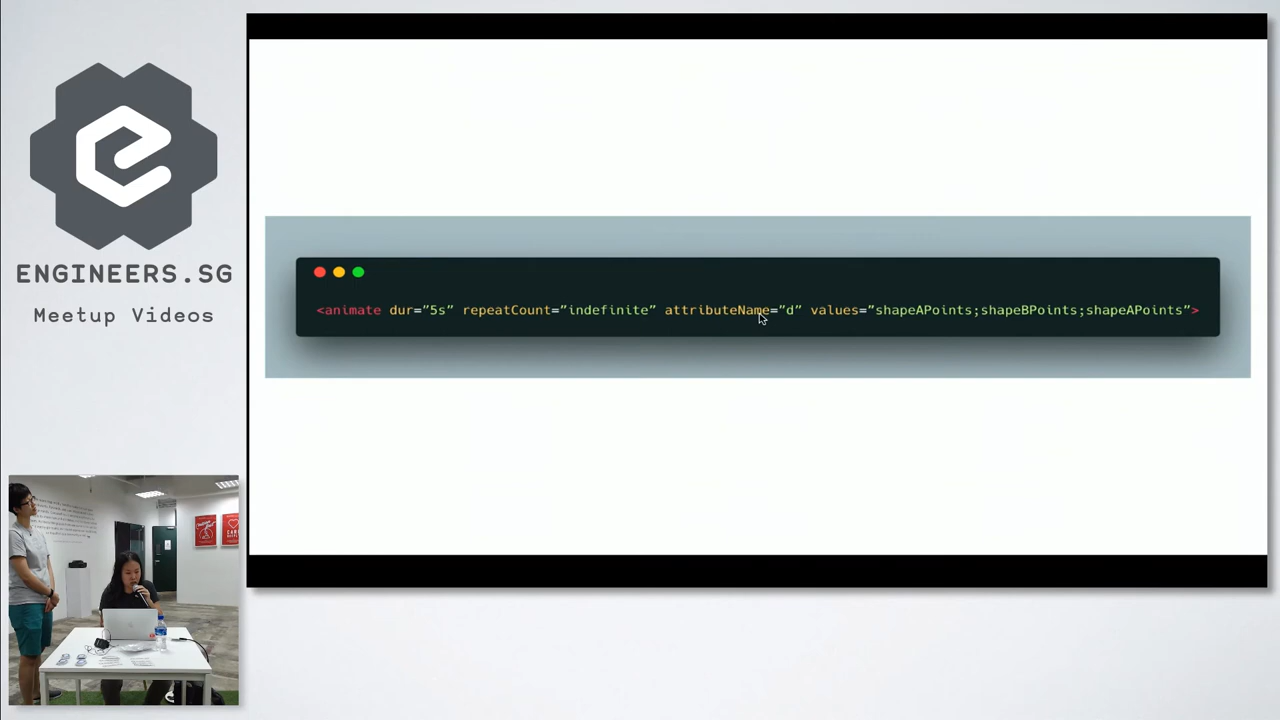 ENGINEERS.SG
Meetup Videos
<animate dur=”5s” repeatCount=”indefinite” attributeName=”d” values=”shapeAPoints;shapeBPoints;shapeAPoints”>